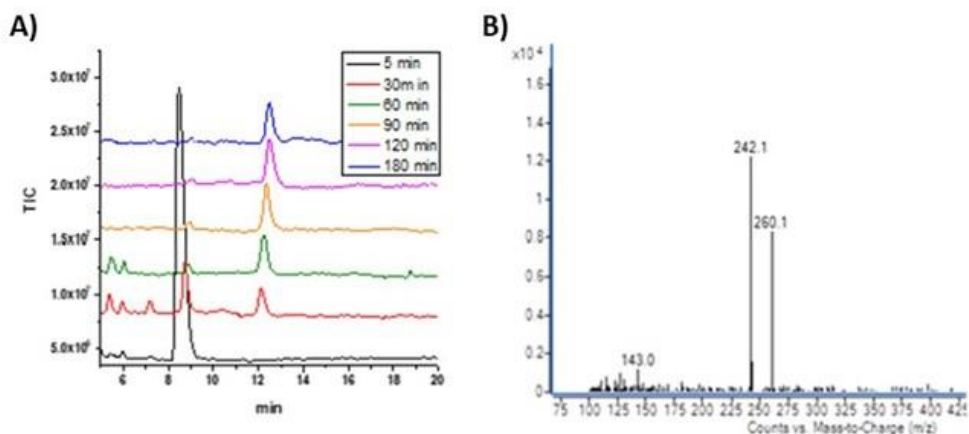 A)
3.0x10⁷
2.5x10⁷
2.0x10⁷
1.5x10⁷
1.0x10⁷
5.0x10⁶
TIC
6 8 10 12 14 16 18 20
min
5 min
30m in
60 min
90 min
120 min
180 min
B)
x10⁴
1.6
1.4
1.2
1
0.8
0.6
0.4
0.2
0
242.1
260.1
143.0
75 100 125 150 175 200 225 250 275 300 325 350 375 400 425
Counts vs. Mass-to-Charge (m/z)